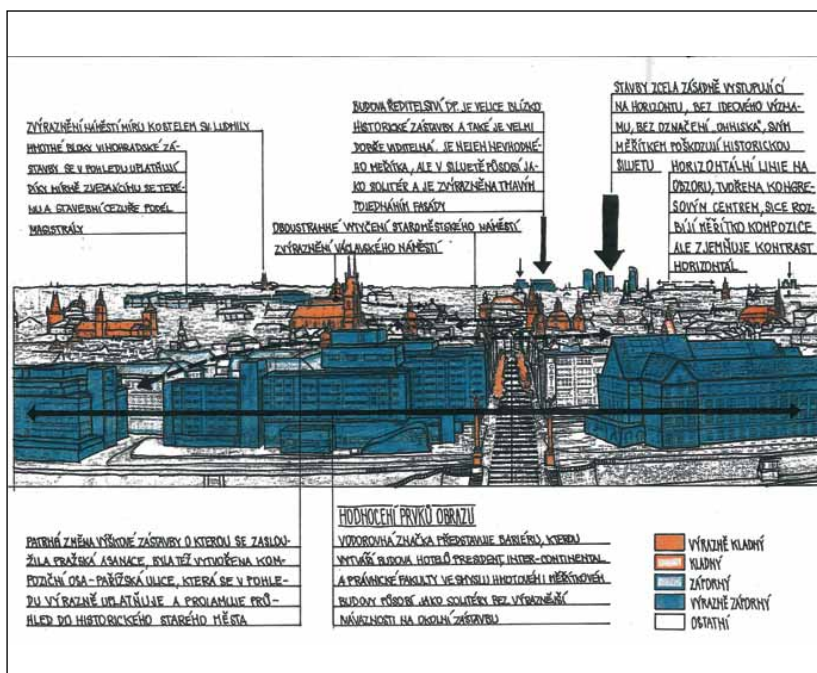 ZVÝRAZNĚNÍ NÁMĚSTÍ MÍRU KOSTELEM SV. LUDMILY
HMOTNÉ BLOKY VINOHRADSKÉ ZÁ-
STAVBY SE V POHLEDU UPLATŇUJÍ
DÍKY MÍRNĚ ZVEDAJÍCÍMU SE TERÉ-
NU A STAVEBNÍ CEZUŘE PODÉL
MAGISTRÁLY
BUDOVA ŘEDITELSTVÍ DP. JE VELICE BLÍZKO
HISTORICKÉ ZÁSTAVBY A TAKÉ JE VELMI
DOBŘE VIDITELNÁ. JE NEJEN NEVHODNÉ-
HO MĚŘÍTKA, ALE V SILUETĚ PŮSOBÍ JA-
KO SOLITÉR A JE ZVÝRAZNĚNA TMAVÝM
POJEDNÁNÍM FASÁDY
OBOUSTRANNÉ VYTYČENÍ STAROMĚSTSKÉHO NÁMĚSTÍ
ZVÝRAZNĚNÍ VÁCLAVSKÉHO NÁMĚSTÍ
STAVBY ZCELA ZÁSADNĚ VYSTUPUJÍCÍ
NA HORIZONTU, BEZ IDEOVÉHO VÝZNA-
MU, BEZ OZNAČENÍ „OHNISKA“, SVÝM
MĚŘÍTKEM POŠKOZUJÍ HISTORICKOU
SILUETU
HORIZONTÁLNÍ LINIE NA
OBZORU, TVOŘENA KONGRE-
SOVÝM CENTREM, SICE ROZ-
BÍJÍ MĚŘÍTKO KOMPOZICE
ALE ZJEMŇUJE KONTRAST
HORIZONTÁL
PATRNÁ ZMĚNA VÝŠKOVÉ ZÁSTAVBY O KTEROU SE ZASLOU-
ŽILA PRAŽSKÁ ASANACE, BYLA TÉŽ VYTVOŘENA KOM-
POZIČNÍ OSA - PAŘÍŽSKÁ ULICE, KTERÁ SE V POHLE-
DU VÝRAZNĚ UPLATŇUJE A PROLAMUJE PRŮ-
HLED DO HISTORICKÉHO STARÉHO MĚSTA
HODNOCENÍ PRVKŮ OBRAZU
VODOROVNÁ ZNAČKA PŘEDSTAVUJE BARIÉRU, KTEROU
VYTVÁŘÍ BUDOVA HOTELŮ PRESIDENT, INTER-CONTINENTAL
A PRÁVNICKÉ FAKULTY VE SMYSLU HMOTOVÉM I MĚŘÍTKOVÉM
BUDOVY PŮSOBÍ JAKO SOLITÉRY BEZ VÝRAZNĚJŠÍ
NÁVAZNOSTI NA OKOLNÍ ZÁSTAVBU
VÝRAZNĚ KLADNÝ
KLADNÝ
ZÁPORNÝ
VÝRAZNĚ ZÁPORNÝ
OSTATNÍ